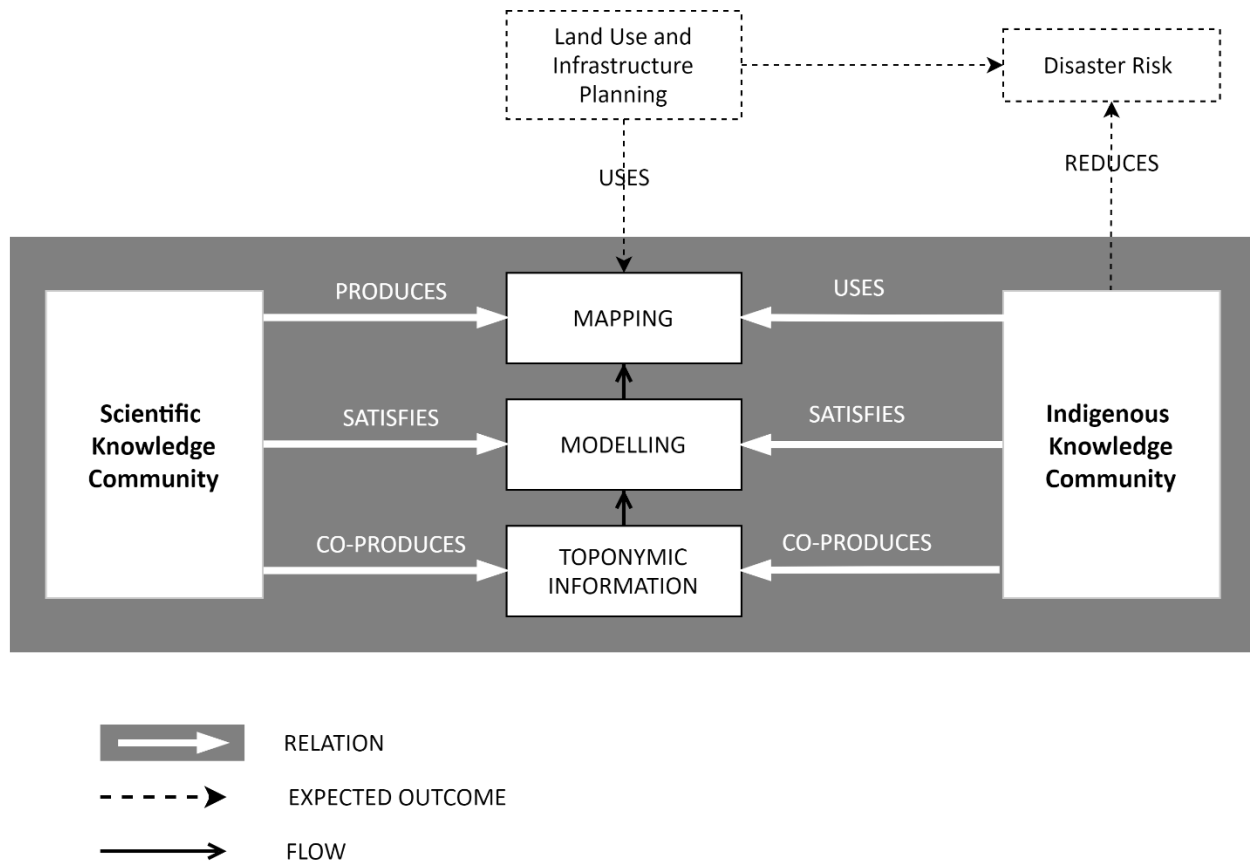 Land Use and
Infrastructure
Planning
Disaster Risk
USES
REDUCES
PRODUCES
MAPPING
USES
Scientific
Knowledge
Community
SATISFIES
MODELLING
SATISFIES
Indigenous
Knowledge
Community
CO-PRODUCES
TOPONYMIC
INFORMATION
CO-PRODUCES
RELATION
EXPECTED OUTCOME
FLOW